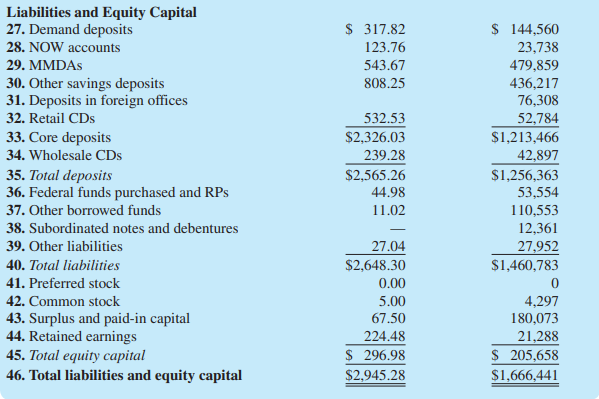 Liabilities and Equity Capital
27. Demand deposits $ 317.82 $ 144,560
28. NOW accounts 123.76 23,738
29. MMDAs 543.67 479,859
30. Other savings deposits 808.25 436,217
31. Deposits in foreign offices 76,308
32. Retail CDs 532.53 52,784
33. Core deposits $2,326.03 $1,213,466
34. Wholesale CDs 239.28 42,897
35. Total deposits $2,565.26 $1,256,363
36. Federal funds purchased and RPs 44.98 53,554
37. Other borrowed funds 11.02 110,553
38. Subordinated notes and debentures — 12,361
39. Other liabilities 27.04 27,952
40. Total liabilities $2,648.30 $1,460,783
41. Preferred stock 0.00 0
42. Common stock 5.00 4,297
43. Surplus and paid-in capital 67.50 180,073
44. Retained earnings 224.48 21,288
45. Total equity capital $ 296.98 $ 205,658
46. Total liabilities and equity capital $2,945.28 $1,666,441